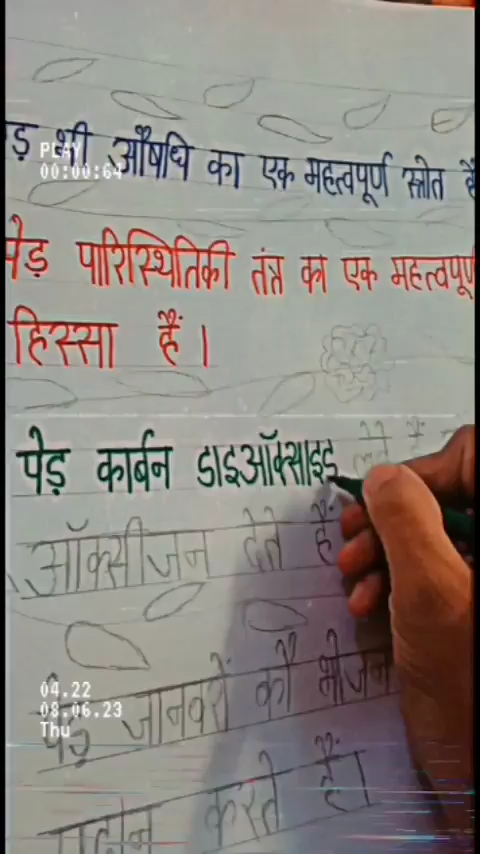 पेड़ भी औषधि का एक महत्वपूर्ण स्त्रोत है
PLAY
00:00:64
पेड़ पारिस्थितिकी तंत्र का एक महत्वपूर्ण
हिस्सा हैं।
पेड़ कार्बन डाइऑक्साइड लेते हैं
ऑक्सीजन देते हैं
04.22
08.06.23
Thu
पेड़ जानवरों को भोजन
प्रदान करते हैं।